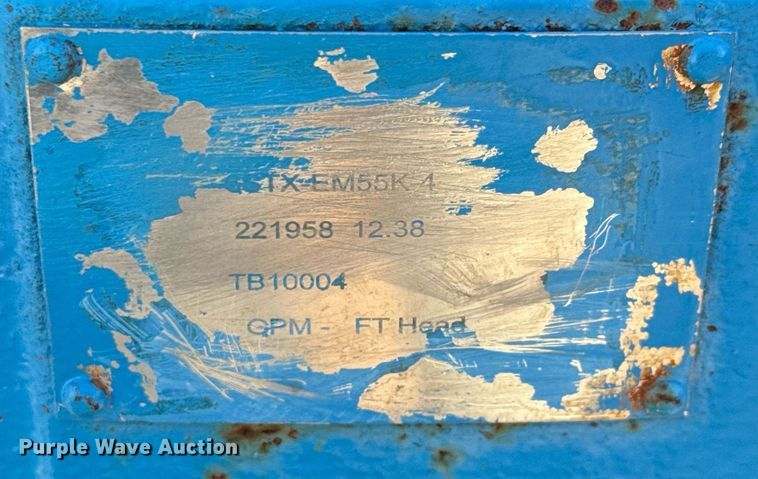 TX-EM55K 4
221958 12.38
TB10004
GPM - FT Head
Purple Wave Auction